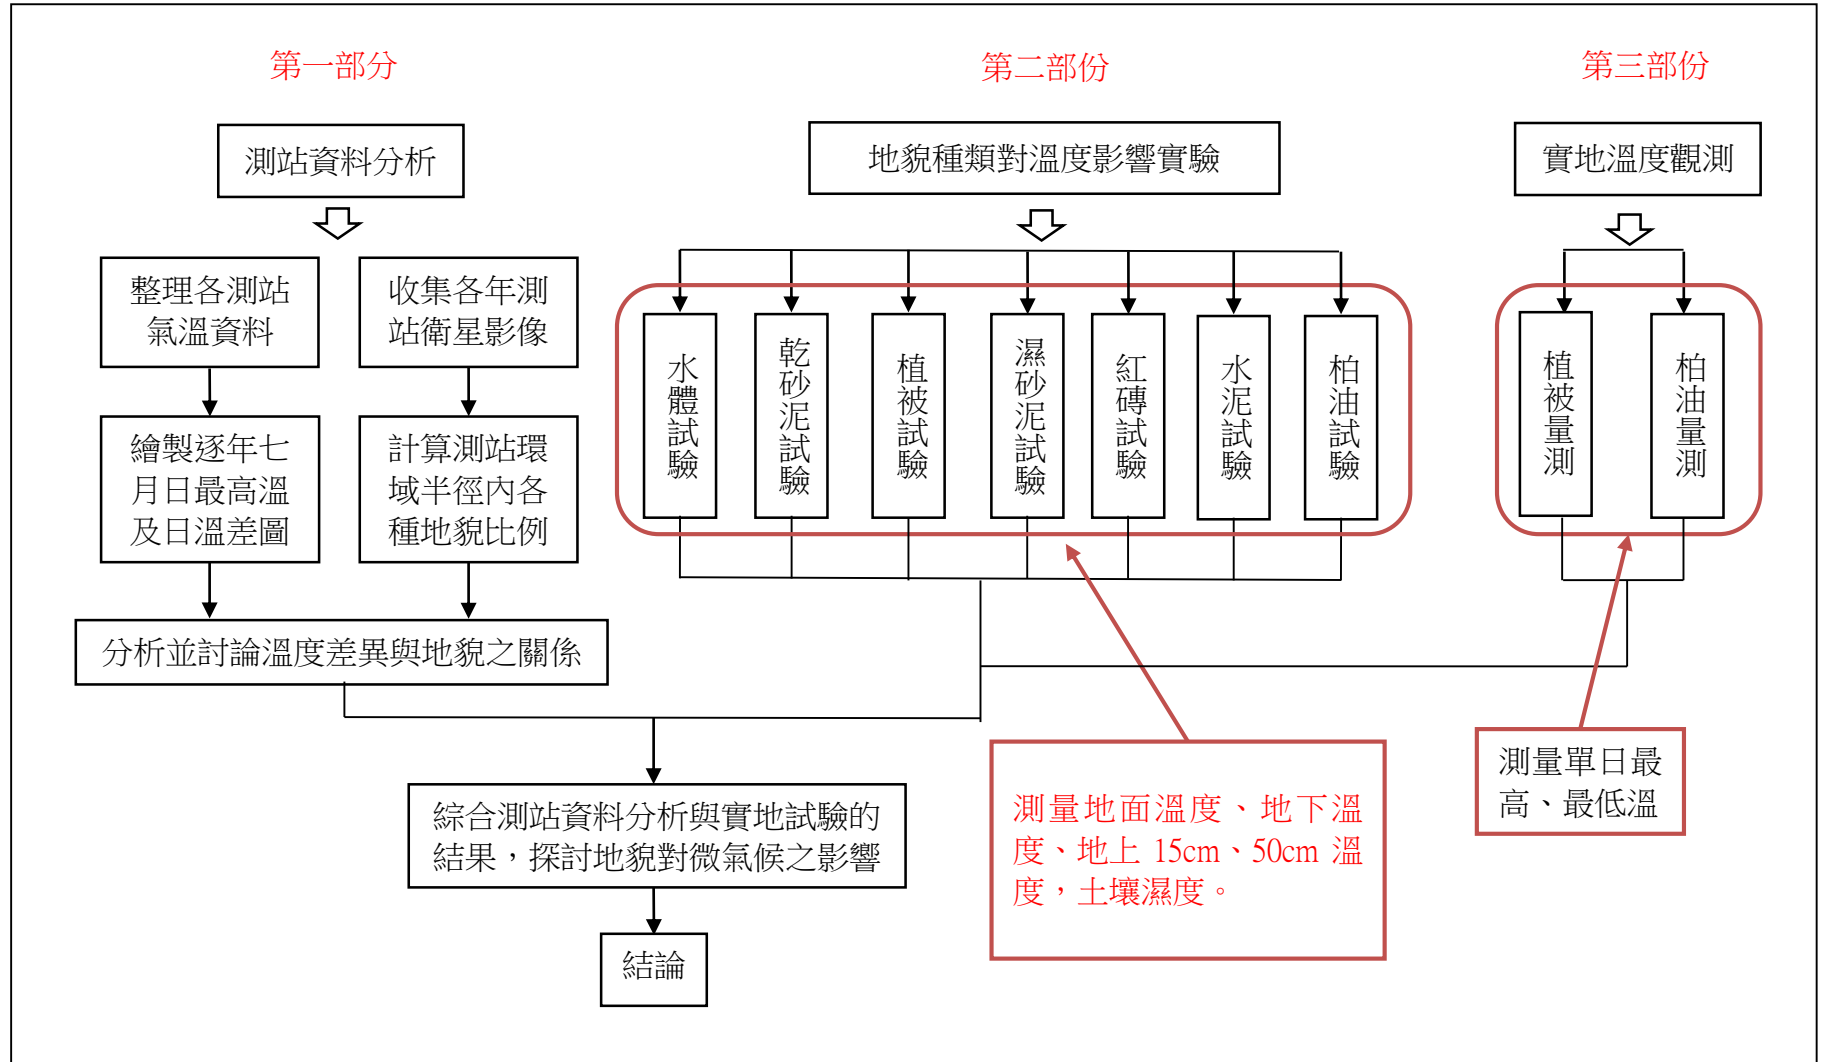 第一部分
第二部份
第三部份
測站資料分析
地貌種類對溫度影響實驗
實地溫度觀測
整理各測站
氣溫資料
收集各年測
站衛星影像
繪製逐年七
月日最高溫
及日溫差圖
計算測站環
域半徑內各
種地貌比例
分析並討論溫度差異與地貌之關係
水體試驗
乾砂泥試驗
植被試驗
濕砂泥試驗
紅磚試驗
水泥試驗
柏油試驗
植被量測
柏油量測
測量地面溫度、地下溫
度、地上 15cm、50cm 溫
度，土壤濕度。
測量單日最
高、最低溫
綜合測站資料分析與實地試驗的
結果，探討地貌對微氣候之影響
結論